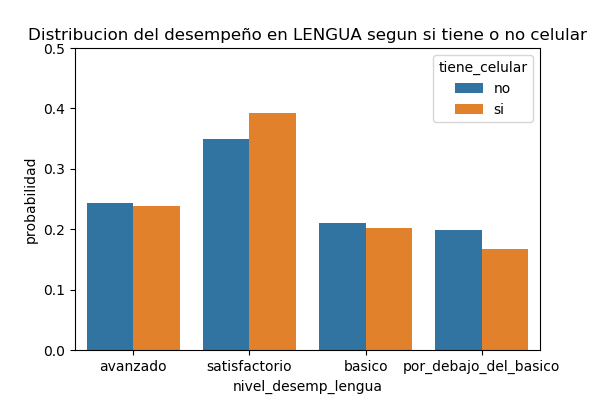 Distribucion del desempeño en LENGUA segun si tiene o no celular
tiene_celular
no
si
probabilidad
0.5
0.4
0.3
0.2
0.1
0.0
avanzado
satisfactorio
basico
por_debajo_del_basico
nivel_desemp_lengua